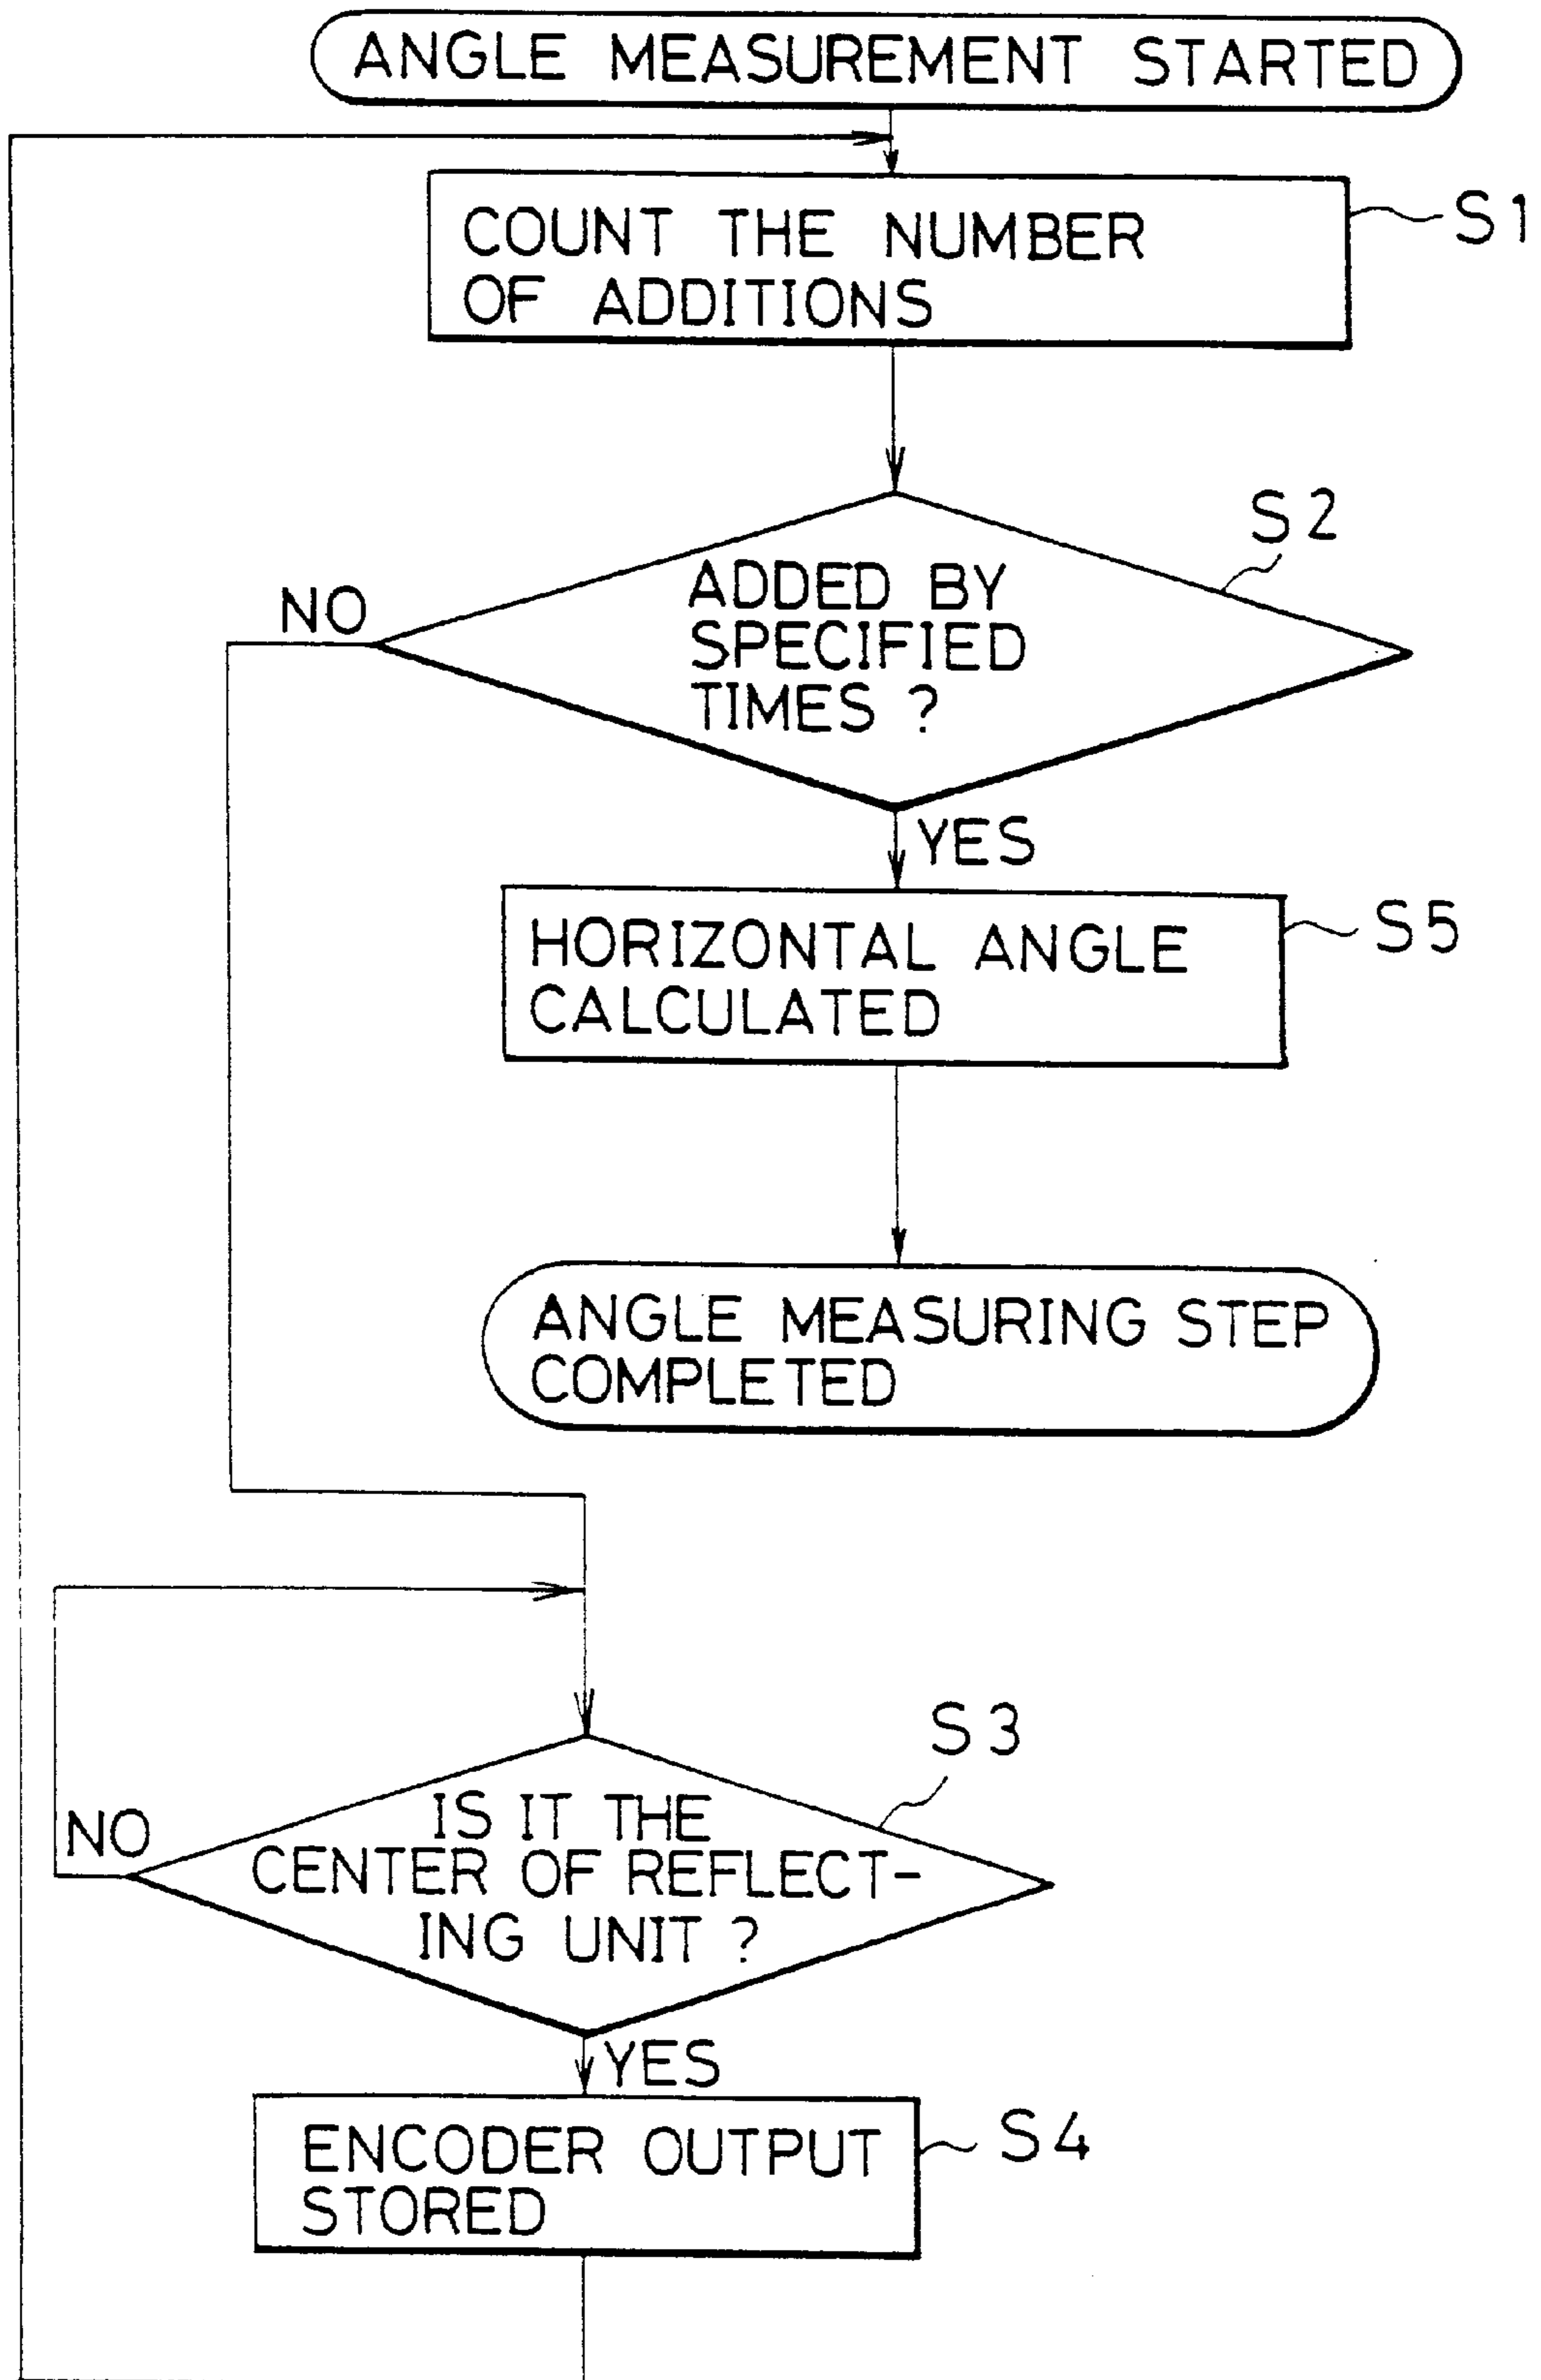 ANGLE MEASUREMENT STARTED
COUNT THE NUMBER
OF ADDITIONS
S1
S2
ADDED BY
SPECIFIED
TIMES ?
NO
YES
HORIZONTAL ANGLE
CALCULATED
S5
ANGLE MEASURING STEP
COMPLETED
S3
IS IT THE
CENTER OF REFLECT-
ING UNIT ?
NO
YES
ENCODER OUTPUT
STORED
S4